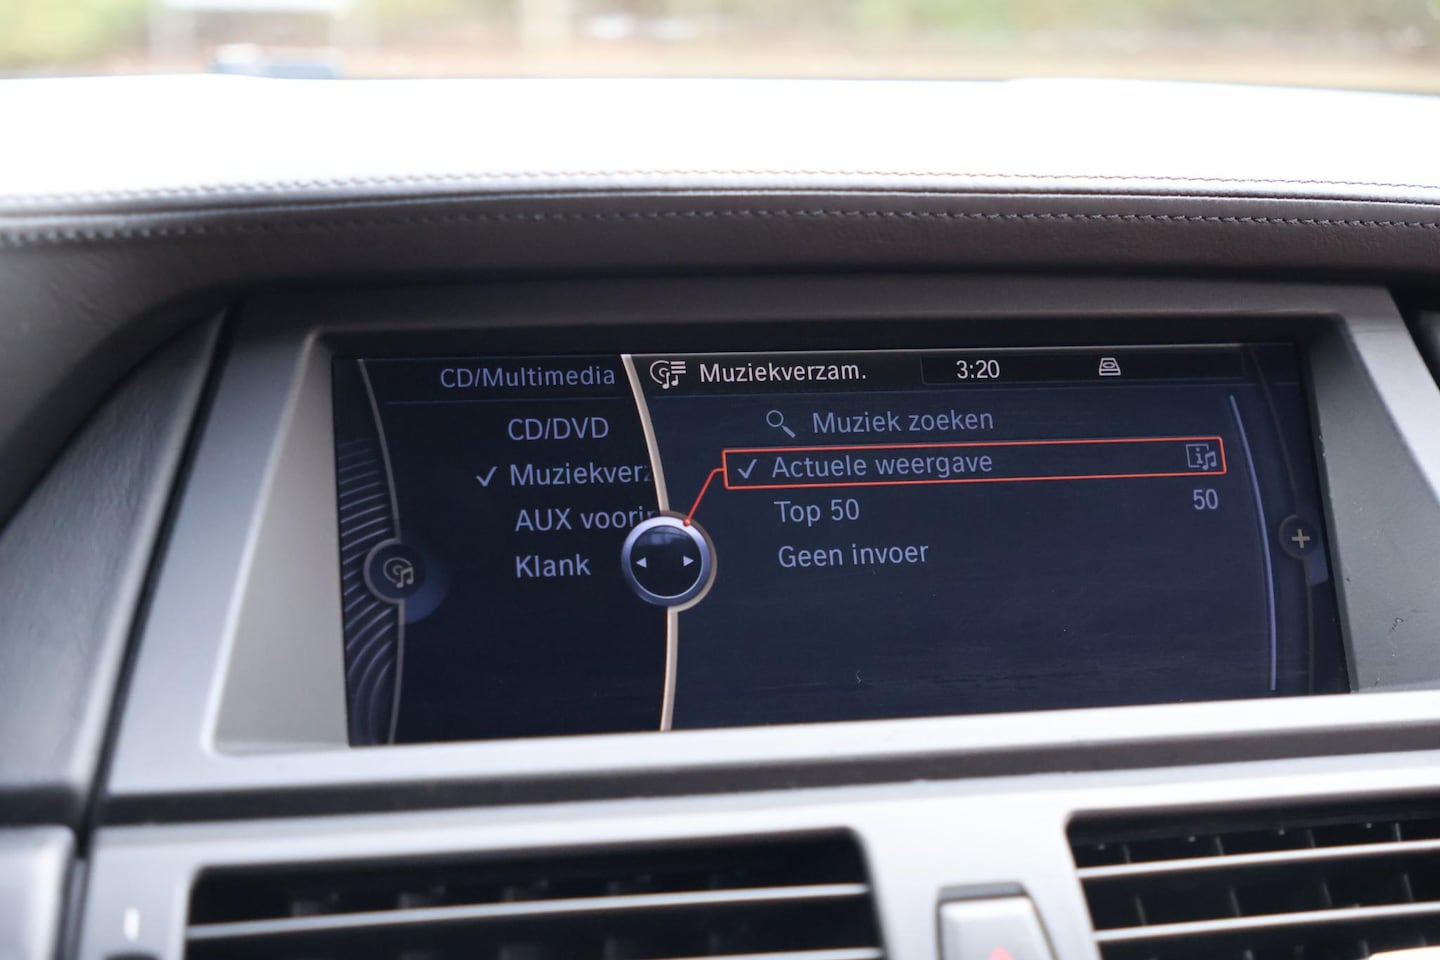 CD/Multimedia
CD/DVD
✓ Muziekverz
AUX voorin
Klank
Muziekverzam. 3:20
Muziek zoeken
✓ Actuele weergave
Top 50 50
Geen invoer